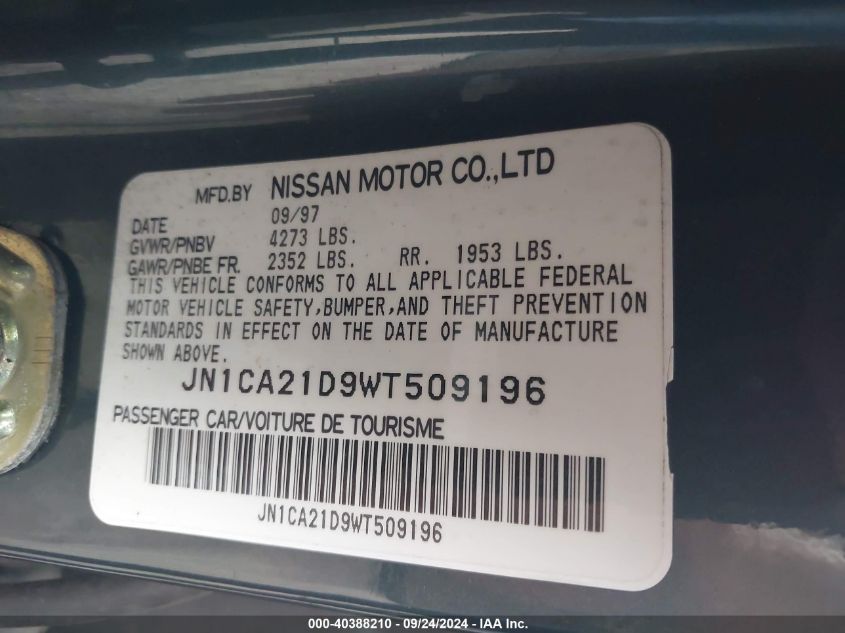 MFD.BY NISSAN MOTOR CO.,LTD
DATE 09/97
GVWR/PNBV 4273 LBS.
GAWR/PNBE FR. 2352 LBS. RR. 1953 LBS.
THIS VEHICLE CONFORMS TO ALL APPLICABLE FEDERAL
MOTOR VEHICLE SAFETY,BUMPER,AND THEFT PREVENTION
STANDARDS IN EFFECT ON THE DATE OF MANUFACTURE
SHOWN ABOVE.
JN1CA21D9WT509196
PASSENGER CAR/VOITURE DE TOURISME
JN1CA21D9WT509196
000-40388210 - 09/24/2024 - IAA Inc.